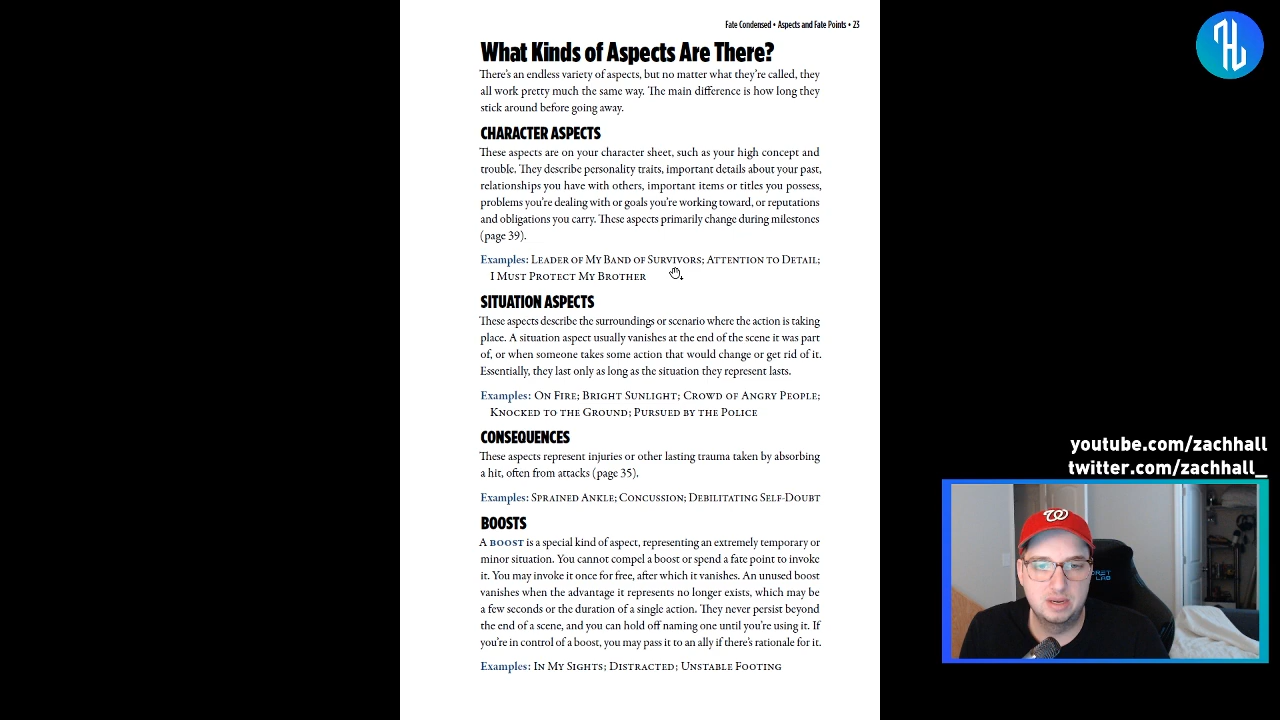 Fate Condensed • Aspects and Fate Points • 23
What Kinds of Aspects Are There?
There's an endless variety of aspects, but no matter what they're called, they
all work pretty much the same way. The main difference is how long they
stick around before going away.
CHARACTER ASPECTS
These aspects are on your character sheet, such as your high concept and
trouble. They describe personality traits, important details about your past,
relationships you have with others, important items or titles you possess,
problems you're dealing with or goals you're working toward, or reputations
and obligations you carry. These aspects primarily change during milestones
(page 39).
Examples: Leader of My Band of Survivors; Attention to Detail;
I Must Protect My Brother
SITUATION ASPECTS
These aspects describe the surroundings or scenario where the action is taking
place. A situation aspect usually vanishes at the end of the scene it was part
of, or when someone takes some action that would change or get rid of it.
Essentially, they last only as long as the situation they represent lasts.
Examples: On Fire; Bright Sunlight; Crowd of Angry People;
Knocked to the Ground; Pursued by the Police
CONSEQUENCES
These aspects represent injuries or other lasting trauma taken by absorbing
a hit, often from attacks (page 35).
Examples: Sprained Ankle; Concussion; Debilitating Self-Doubt
BOOSTS
A boost is a special kind of aspect, representing an extremely temporary or
minor situation. You cannot compel a boost or spend a fate point to invoke
it. You may invoke it once for free, after which it vanishes. An unused boost
vanishes when the advantage it represents no longer exists, which may be
a few seconds or the duration of a single action. They never persist beyond
the end of a scene, and you can hold off naming one until you're using it. If
you're in control of a boost, you may pass it to an ally if there's rationale for it.
Examples: In My Sights; Distracted; Unstable Footing
youtube.com/zachhall
twitter.com/zachhall_
W
LAB